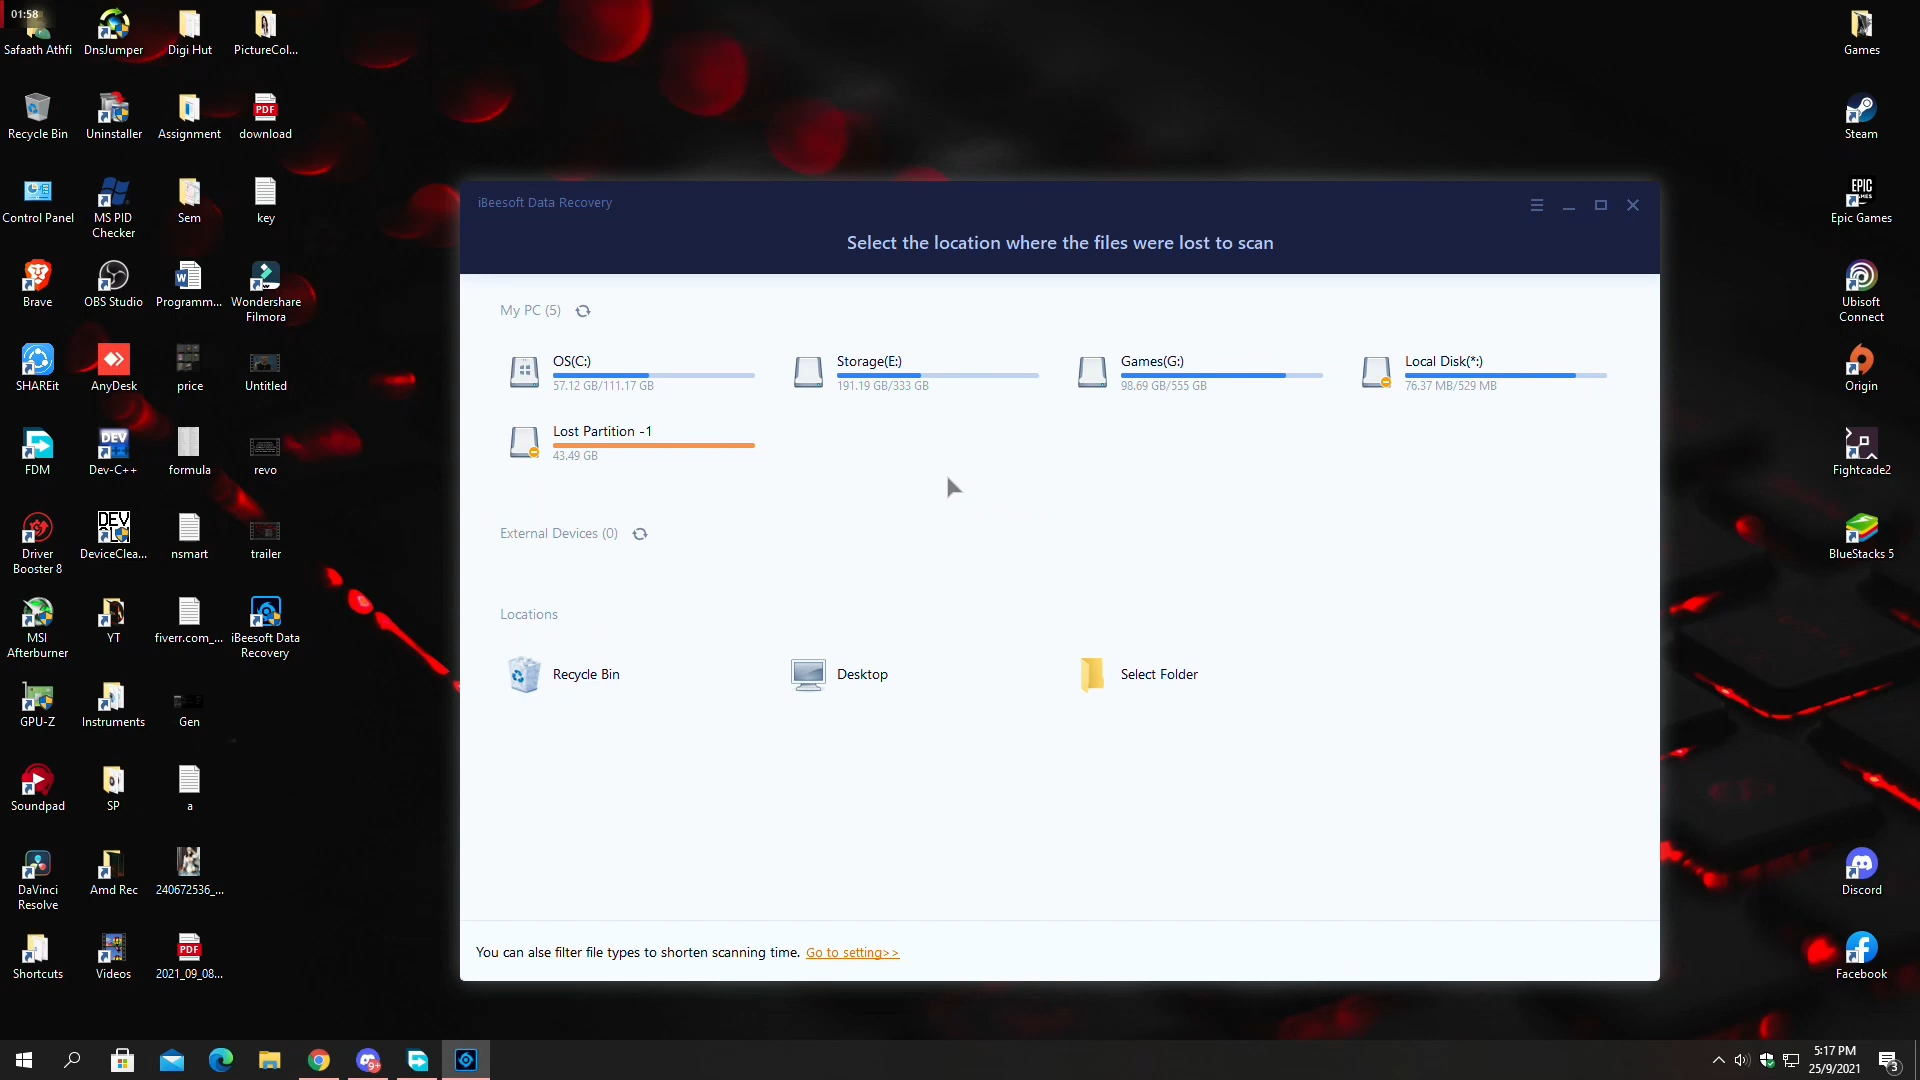 01:58
Safaath Athfi
DnsJumper
Digi Hut
PictureCol...
Recycle Bin
Uninstaller
Assignment
PDF
download
Control Panel
MS PID
Checker
Sem
key
Brave
OBS Studio
Programm...
Wondershare
Filmora
SHAREit
AnyDesk
price
Untitled
FDM
DEV
Dev-C++
formula
revo
Driver
Booster 8
DeviceClea...
nsmart
trailer
MSI
Afterburner
YT
fiverr.com_...
iBeesoft Data
Recovery
GPU-Z
Instruments
Gen
Soundpad
SP
a
DaVinci
Resolve
Amd Rec
240672536_...
Shortcuts
Videos
PDF
2021_09_08...
iBeesoft Data Recovery
Select the location where the files were lost to scan
My PC (5)
OS(C:)
57.12 GB/111.17 GB
Storage(E:)
191.19 GB/333 GB
Games(G:)
98.69 GB/555 GB
Local Disk(*:)
76.37 MB/529 MB
Lost Partition -1
43.49 GB
External Devices (0)
Locations
Recycle Bin
Desktop
Select Folder
You can alse filter file types to shorten scanning time. Go to setting>>
Games
Steam
EPIC
GAMES
Epic Games
Ubisoft
Connect
Origin
Fightcade2
BlueStacks 5
Discord
Facebook
9+
5:17 PM
25/9/2021
3